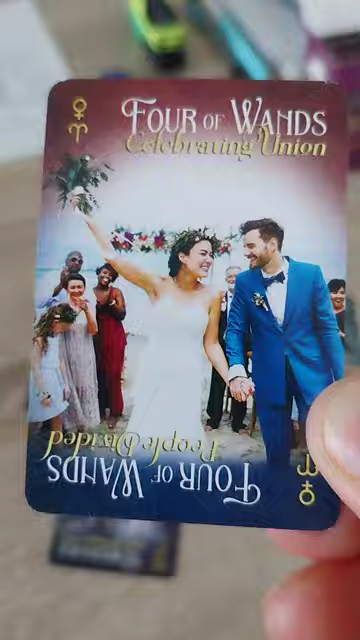 ♀
♈
FOUR OF WANDS
Celebrating Union
People Divided
FOUR OF WANDS
♈
♀